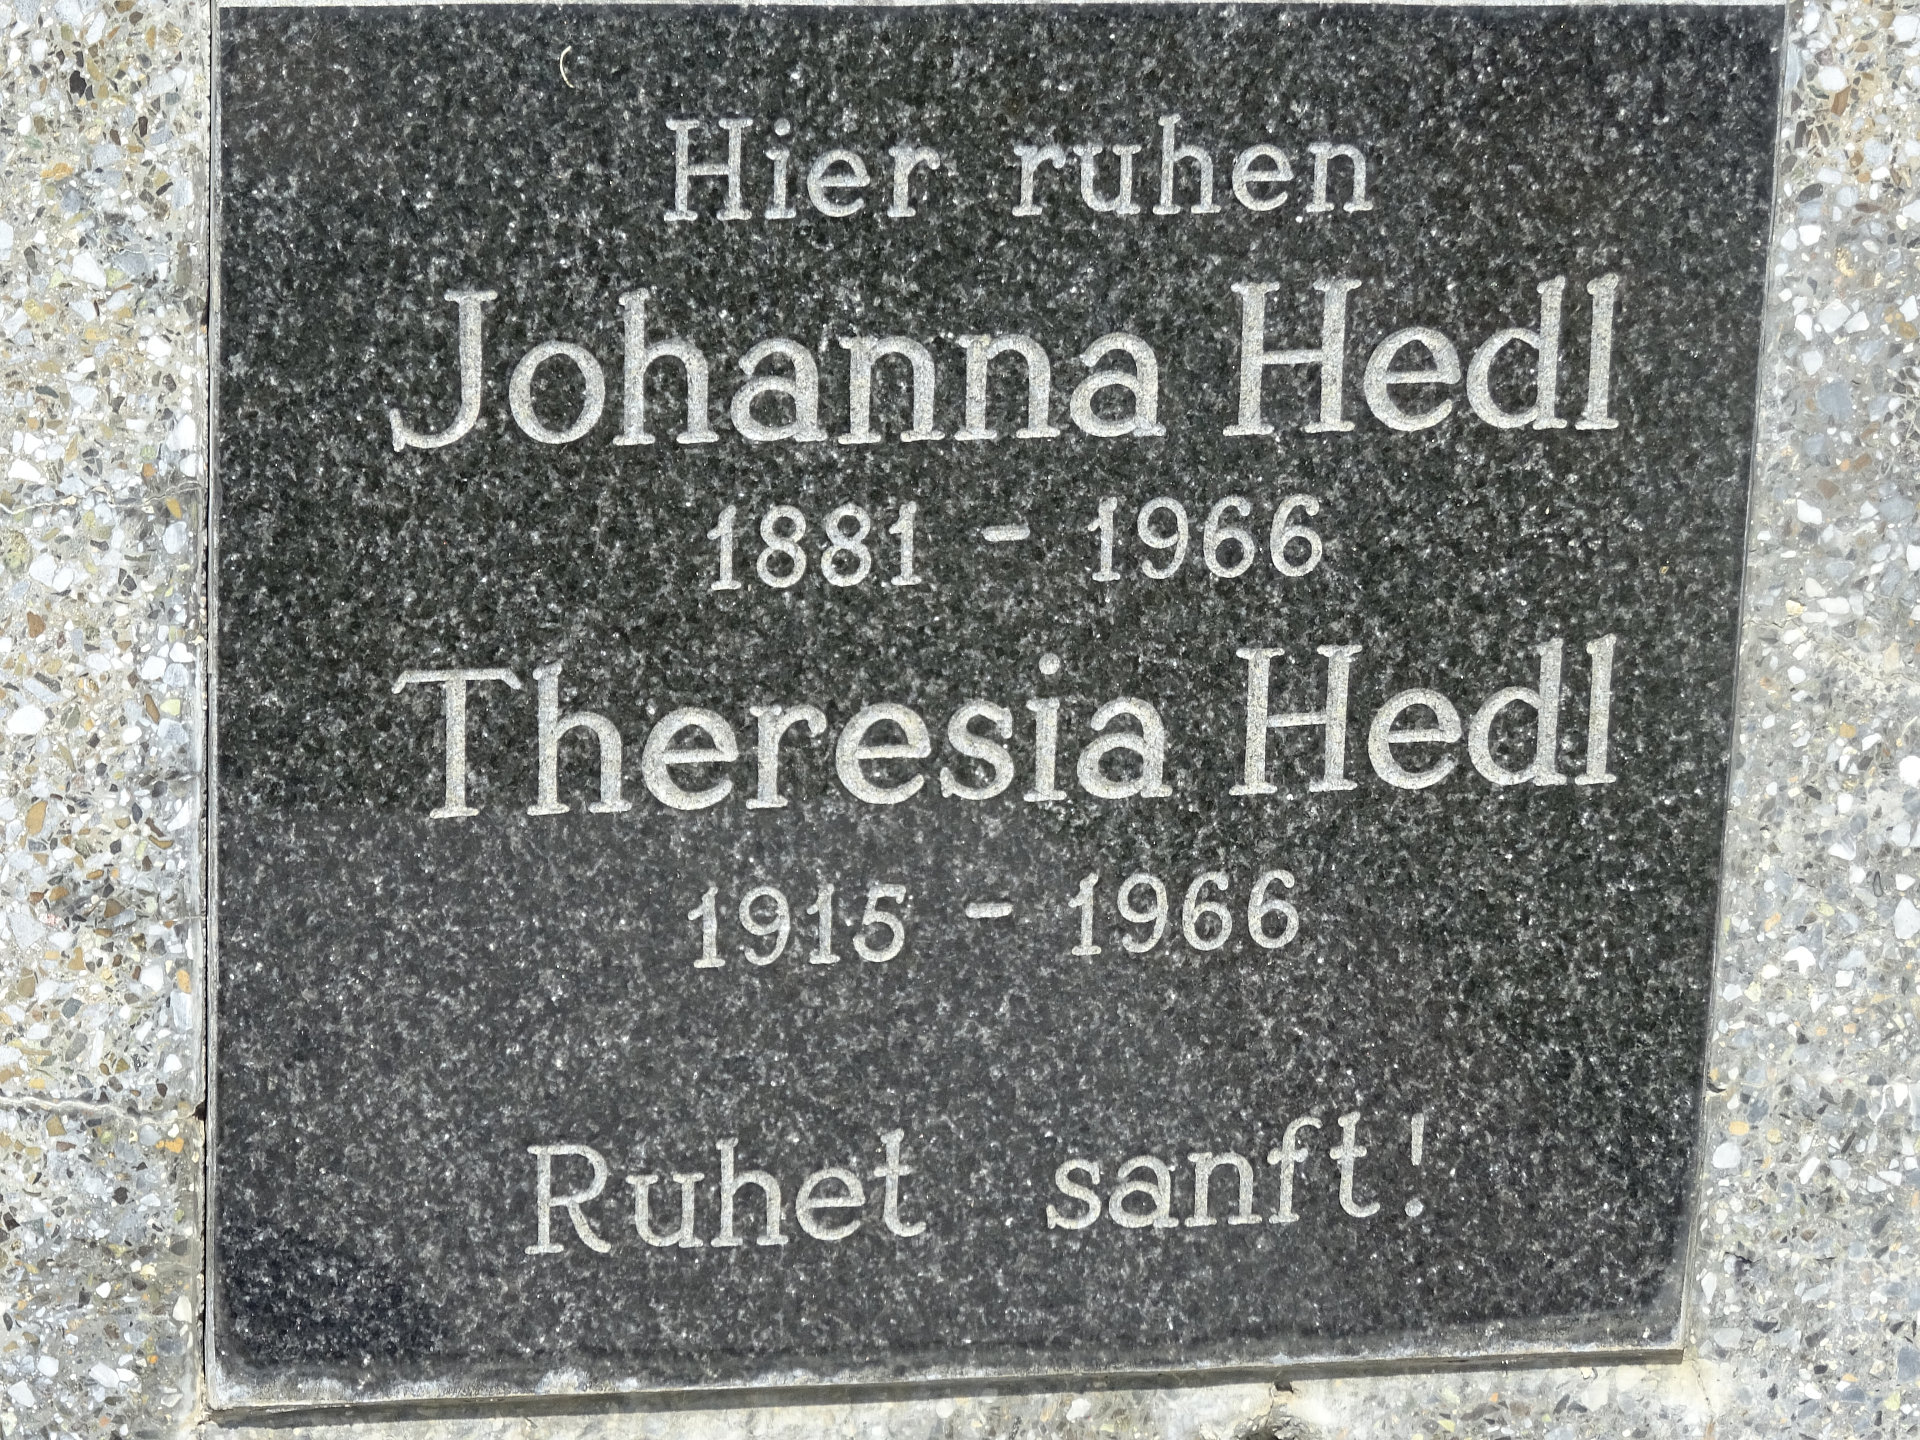 Hier ruhen
Johanna Hedl
1881 - 1966
Theresia Hedl
1915 - 1966
Ruhet sanft!